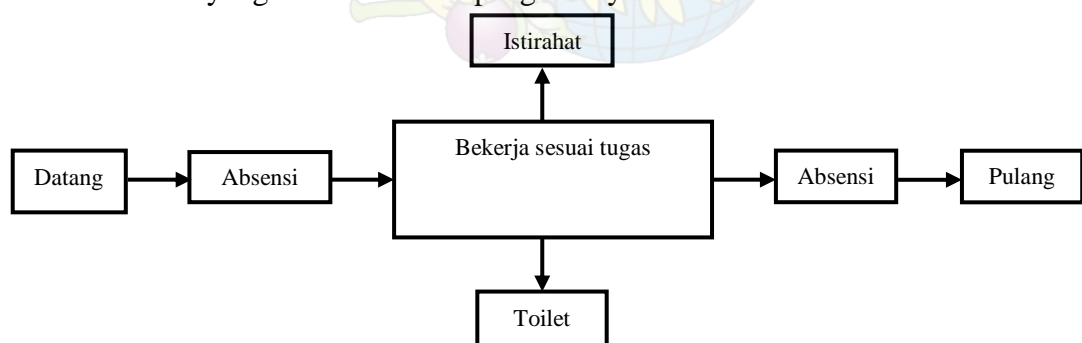 Istirahat
Bekerja sesuai tugas
Datang
Absensi
Absensi
Pulang
Toilet